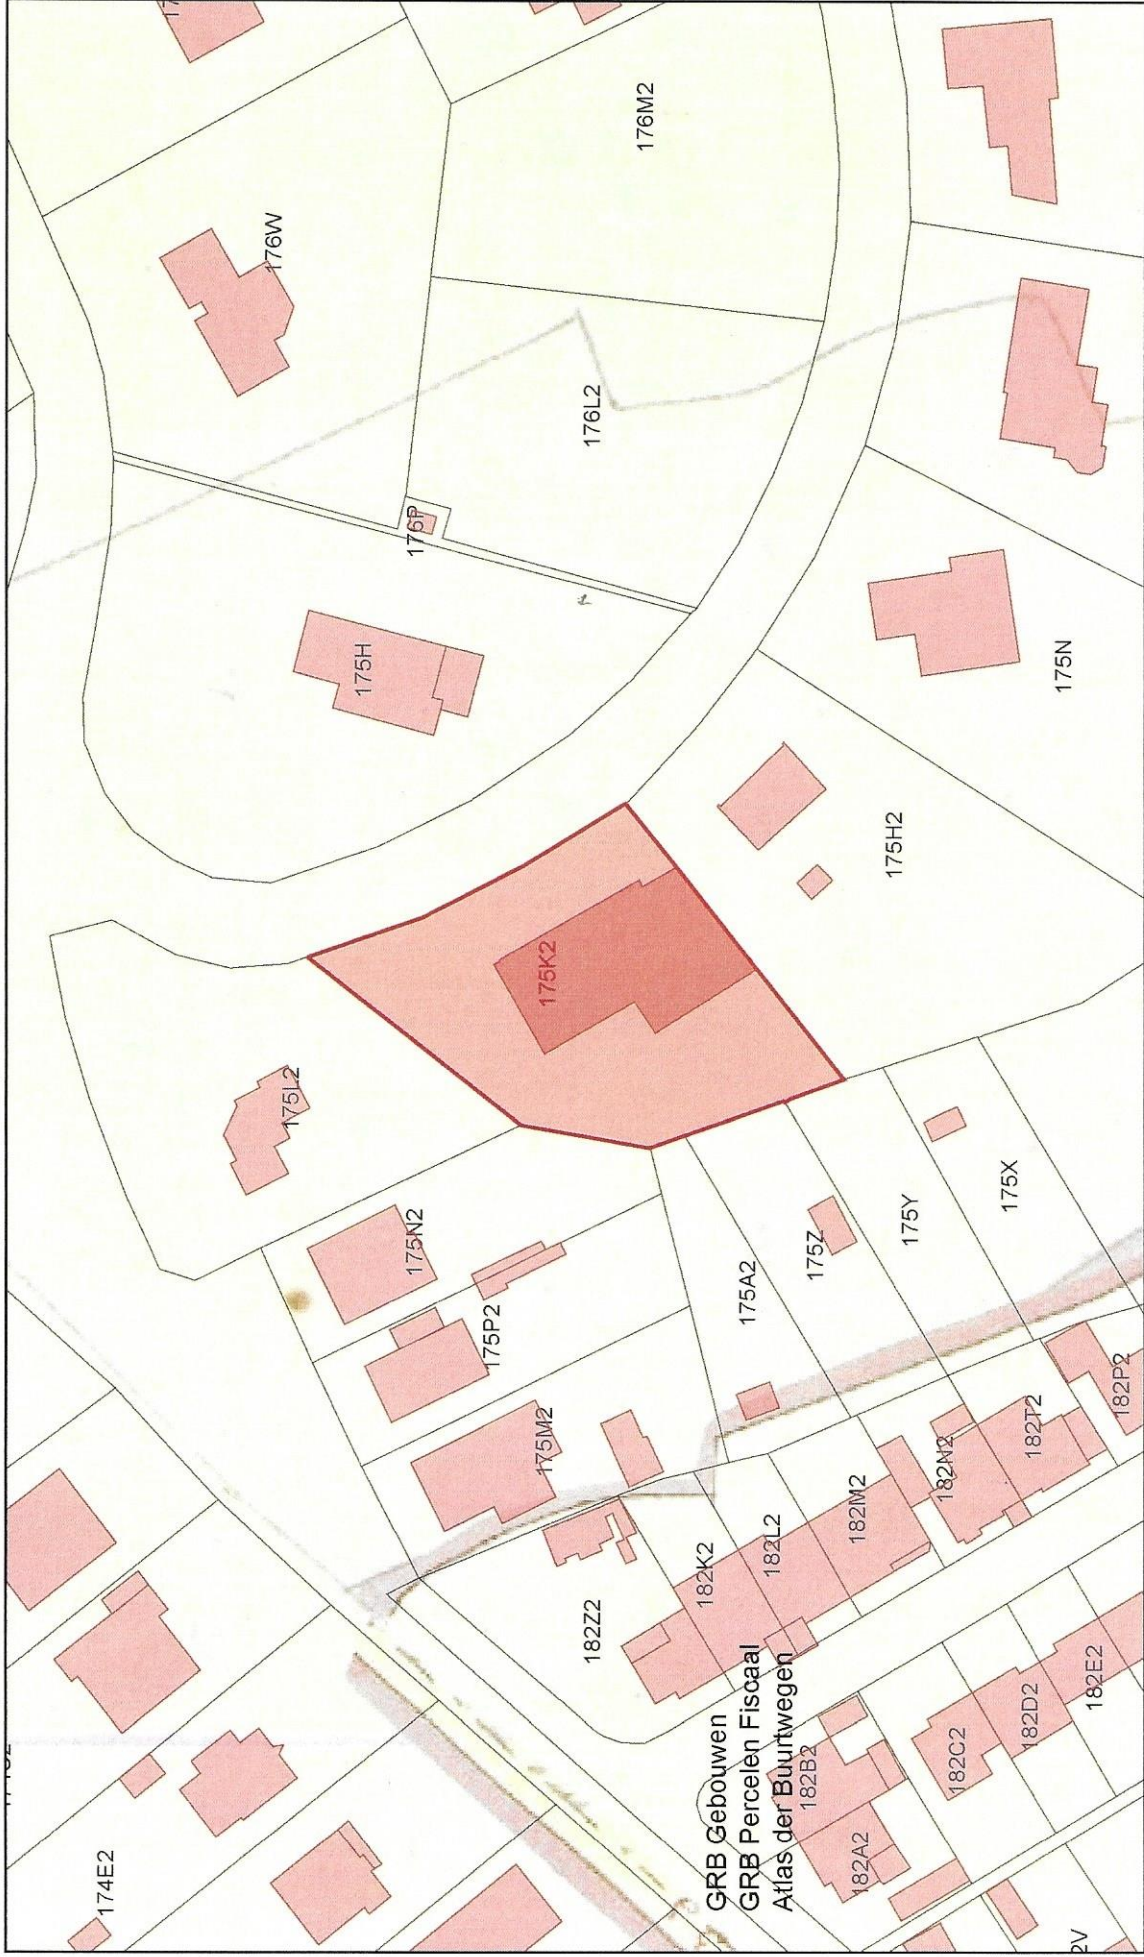 174E2
182A2
182B2
182C2
182D2
182E2
GRB Gebouwen
GRB Percelen Fiscaal
Atlas der Buurtwegen
182Z2
182K2
182L2
182M2
182N2
182T2
182P2
175M2
175P2
175N2
175A2
175Z
175Y
175X
175L2
175K2
175H2
175H
175N
176P
176L2
176W
176M2